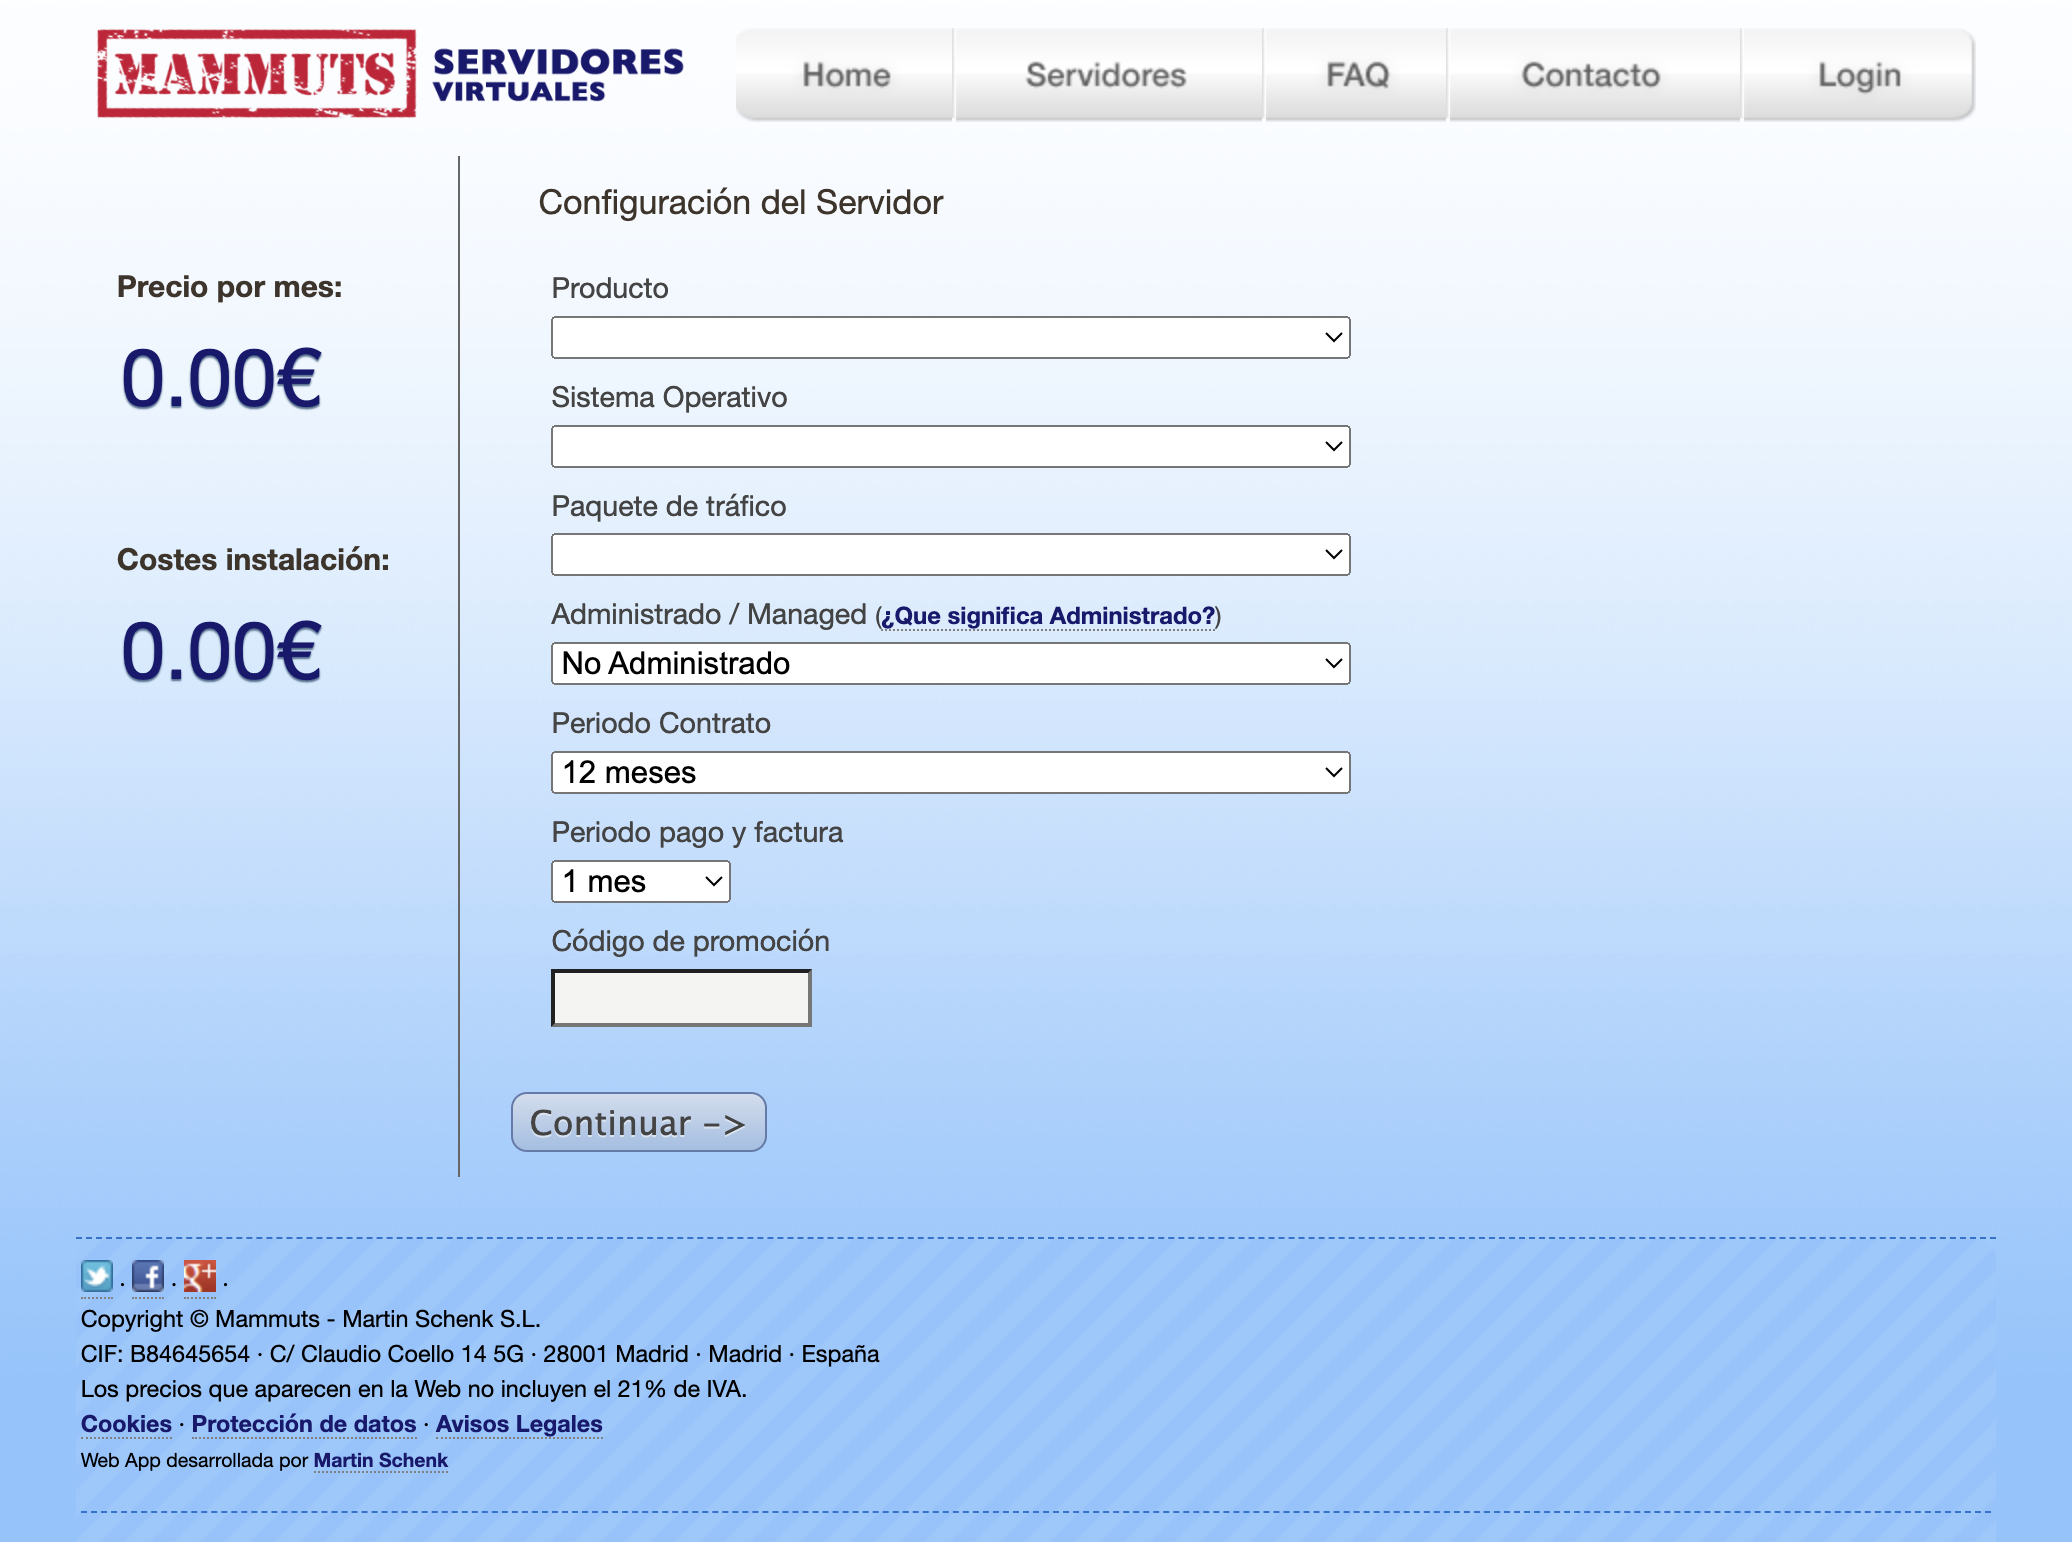 MAMMUTS SERVIDORES VIRTUALES
Home Servidores FAQ Contacto Login
Configuración del Servidor
Precio por mes:
0.00€
Costes instalación:
0.00€
Producto
Sistema Operativo
Paquete de tráfico
Administrado / Managed (¿Que significa Administrado?)
No Administrado
Periodo Contrato
12 meses
Periodo pago y factura
1 mes
Código de promoción
Continuar –>
. . .
Copyright © Mammuts - Martin Schenk S.L.
CIF: B84645654 · C/ Claudio Coello 14 5G · 28001 Madrid · Madrid · España
Los precios que aparecen en la Web no incluyen el 21% de IVA.
Cookies · Protección de datos · Avisos Legales
Web App desarrollada por Martin Schenk